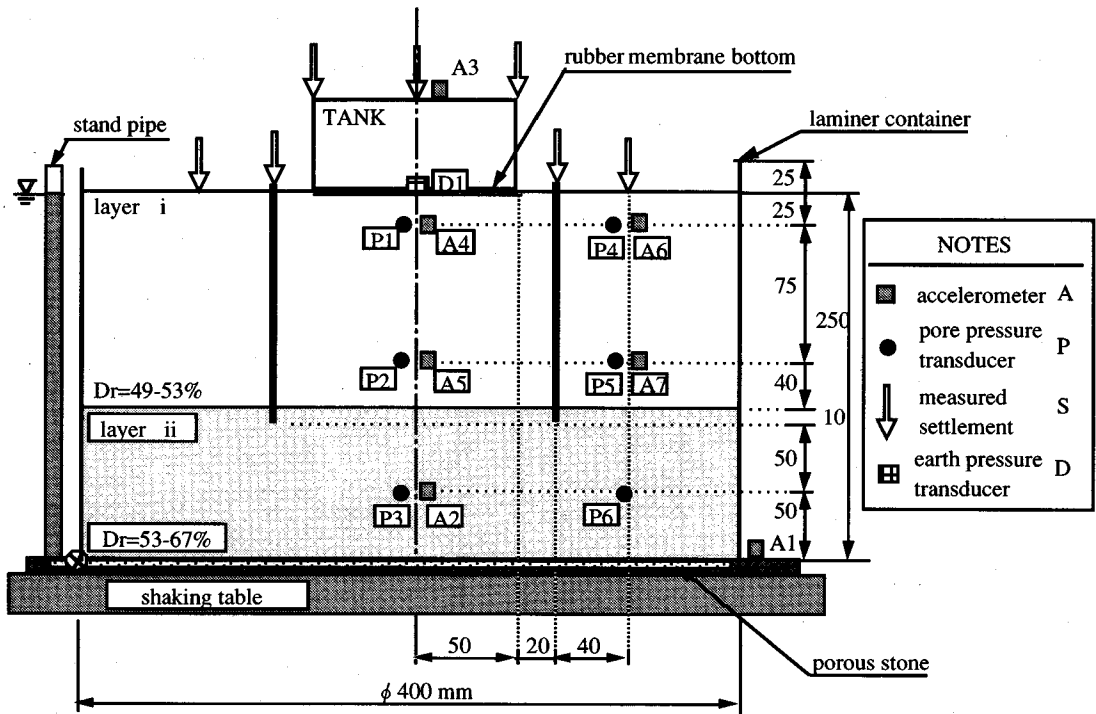 A3
rubber membrane bottom
TANK
stand pipe
laminer container
D1
25
25
layer i
P1
A4
P4
A6
NOTES
75
accelerometer A
250
pore pressure
transducer
P
P2
A5
P5
A7
Dr=49-53%
40
measured
settlement
S
10
layer ii
earth pressure
transducer
D
50
P3
A2
P6
50
Dr=53-67%
A1
shaking table
50
20
40
porous stone
ϕ 400 mm